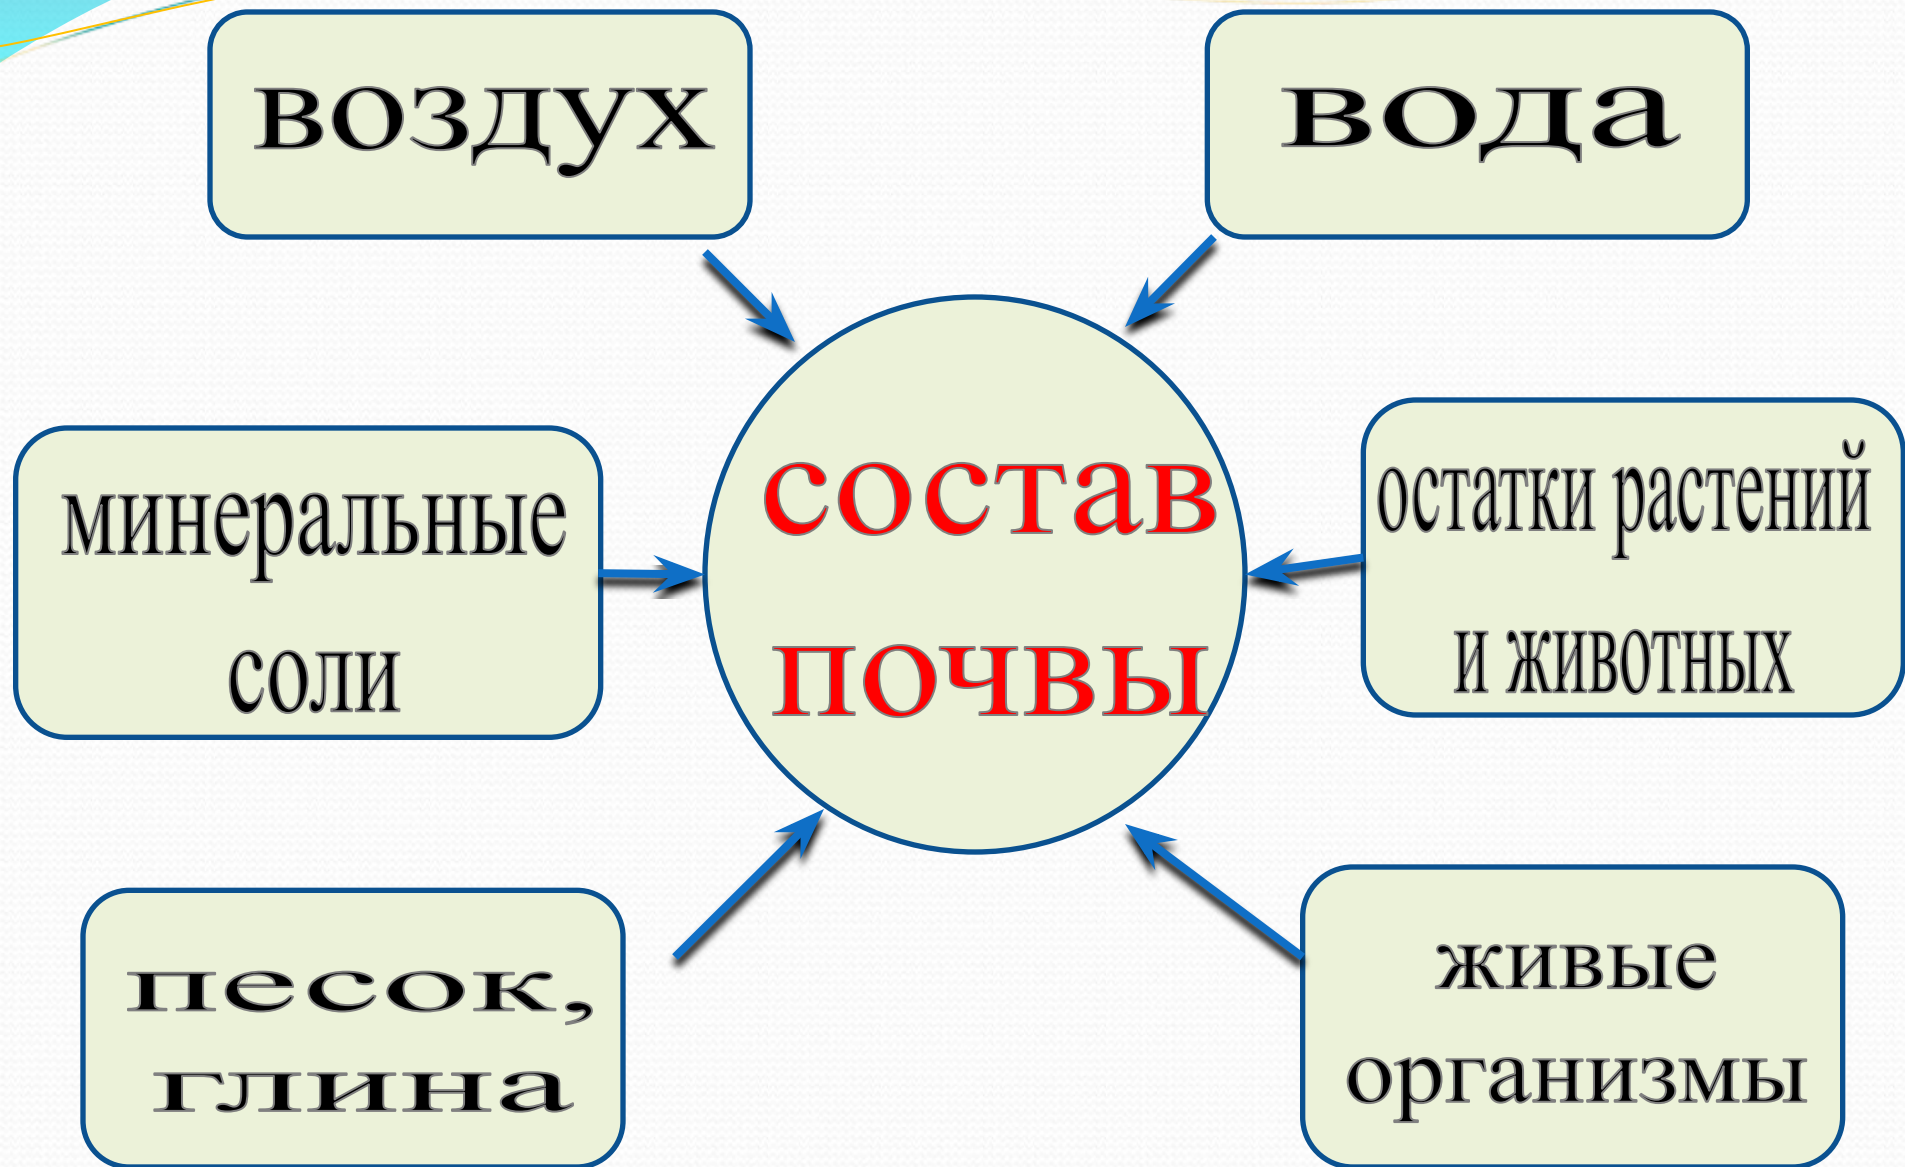 воздух
вода
минеральные
соли
состав
почвы
остатки растений
и животных
песок,
глина
живые
организмы